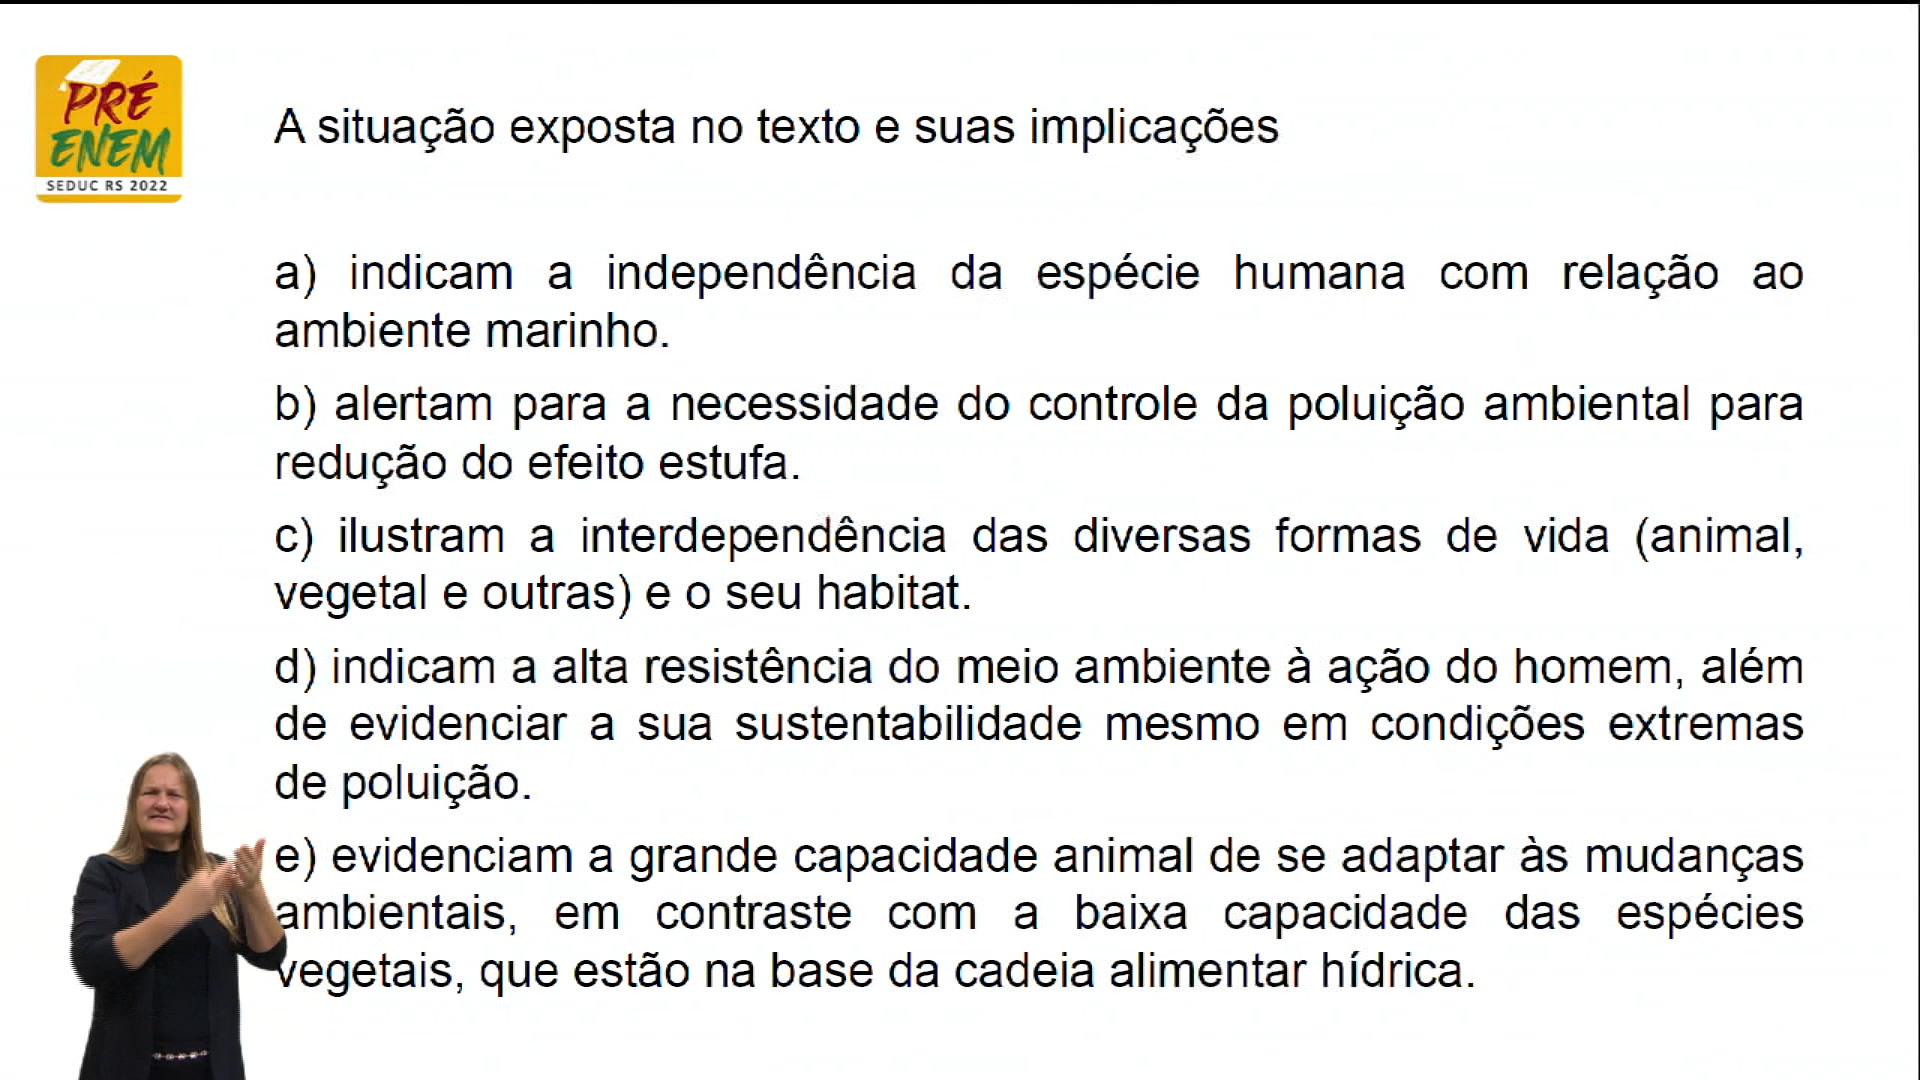 PRÉ
ENEM
SEDUC RS 2022
A situação exposta no texto e suas implicações
a) indicam a independência da espécie humana com relação ao
ambiente marinho.
b) alertam para a necessidade do controle da poluição ambiental para
redução do efeito estufa.
c) ilustram a interdependência das diversas formas de vida (animal,
vegetal e outras) e o seu habitat.
d) indicam a alta resistência do meio ambiente à ação do homem, além
de evidenciar a sua sustentabilidade mesmo em condições extremas
de poluição.
e) evidenciam a grande capacidade animal de se adaptar às mudanças
ambientais, em contraste com a baixa capacidade das espécies
vegetais, que estão na base da cadeia alimentar hídrica.